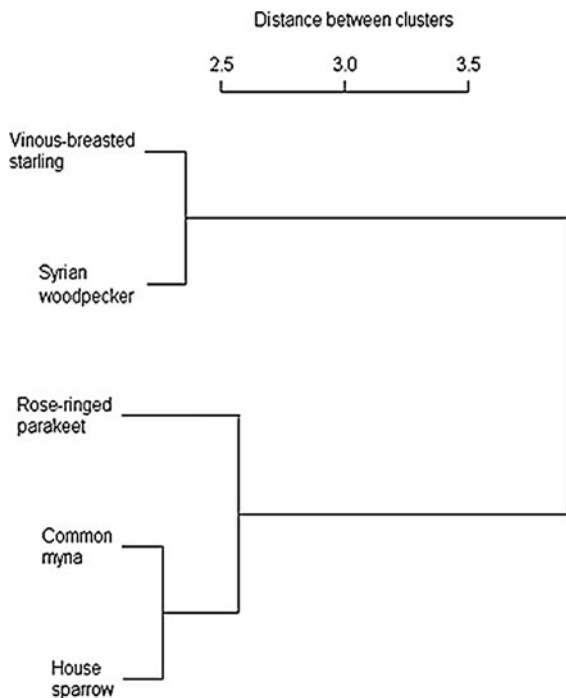 Distance between clusters
2.5 3.0 3.5
Vinous-breasted
starling
Syrian
woodpecker
Rose-ringed
parakeet
Common
myna
House
sparrow